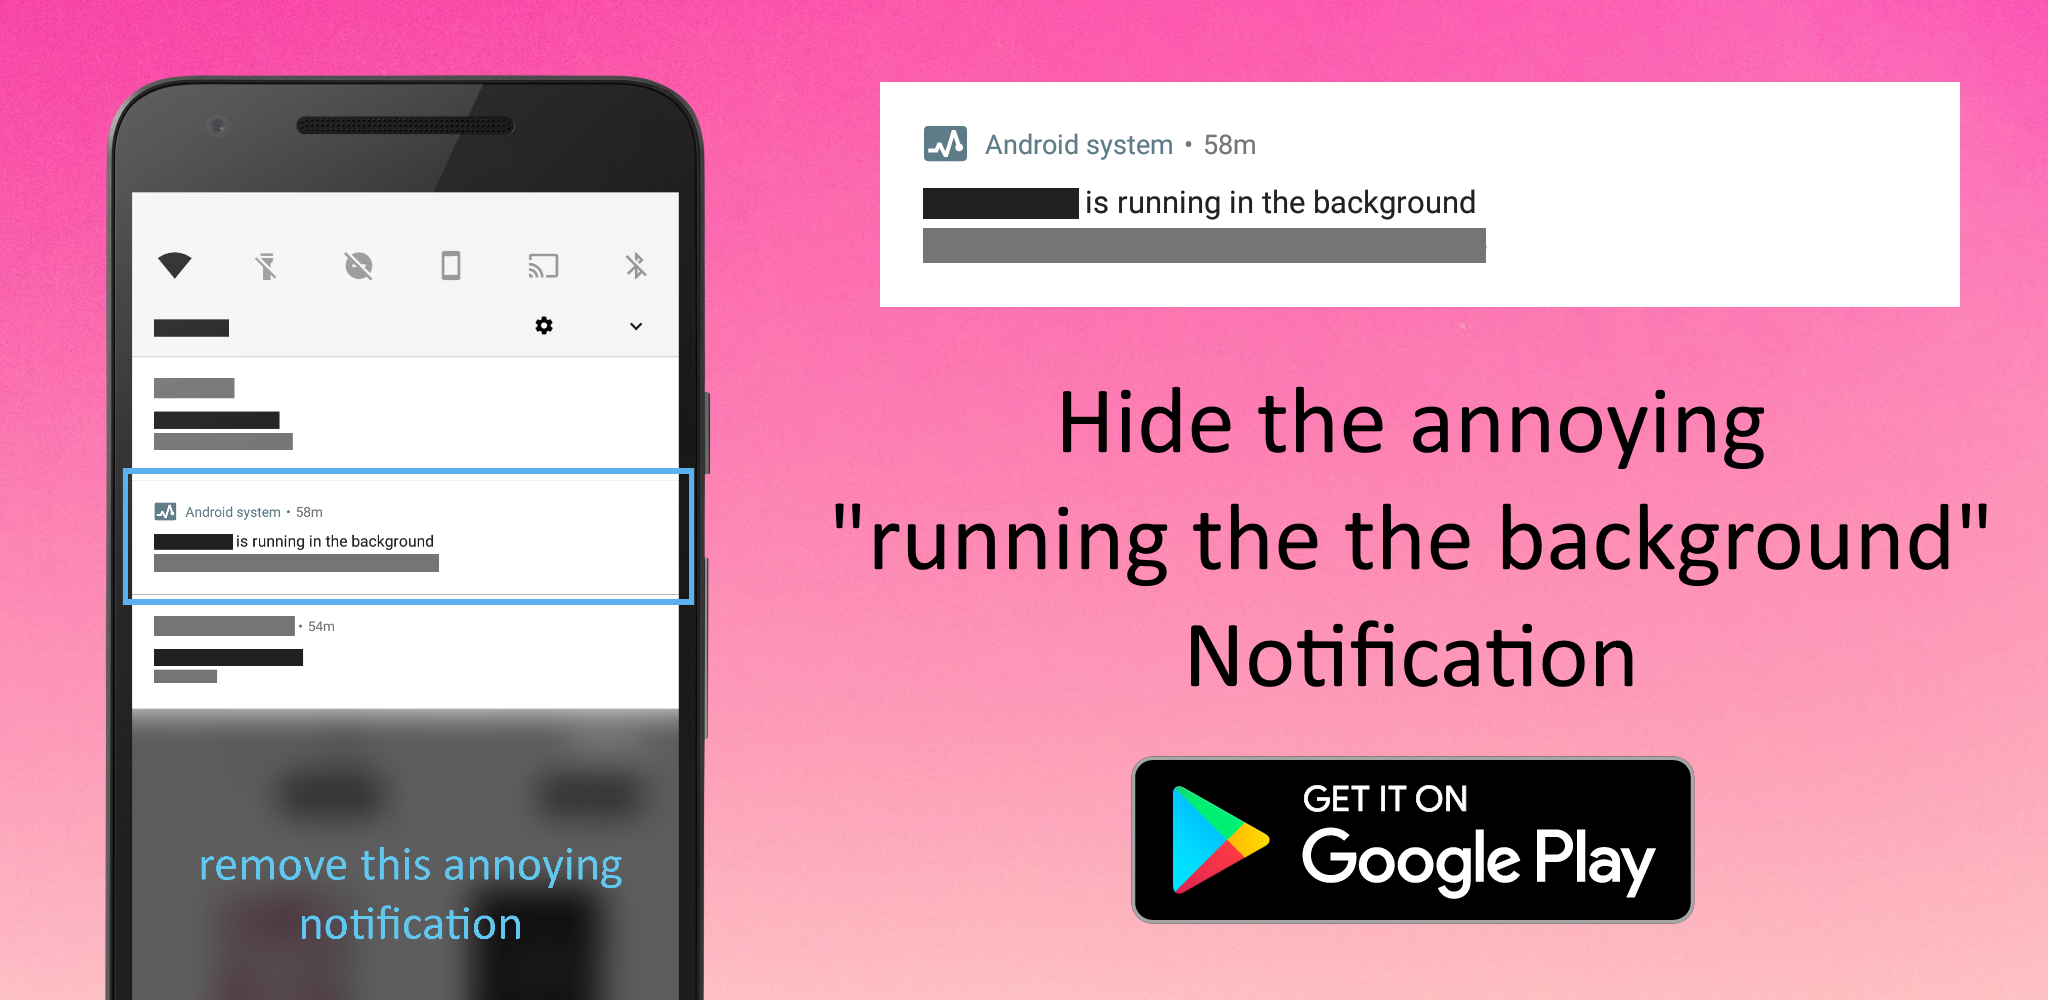 Android system • 58m
is running in the background
• 54m
remove this annoying
notification
Android system • 58m
is running in the background
Hide the annoying
"running the the background"
Notification
GET IT ON
Google Play